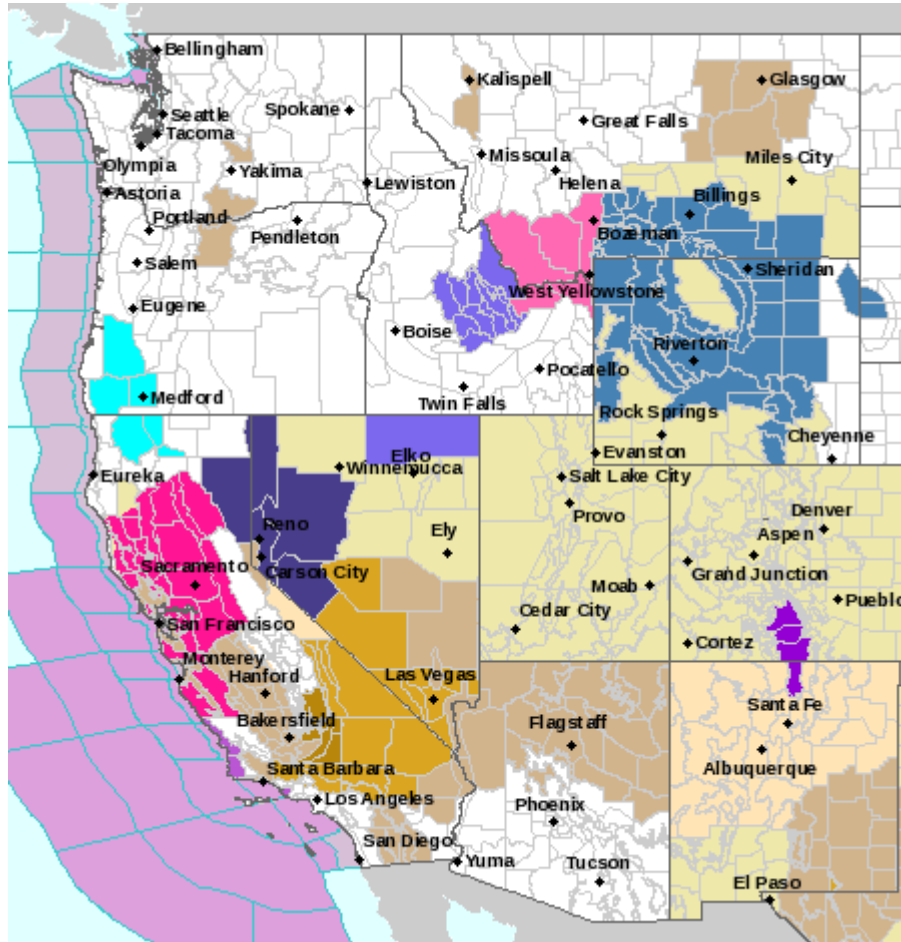 Bellingham
Kalispell
Glasgow
Spokane
Seattle
Great Falls
Tacoma
Olympia
Missoula
Miles City
Yakima
Helena
Lewiston
Astoria
Billings
Portland
Pendleton
Bozeman
Salem
Sheridan
West Yellowstone
Eugene
Boise
Riverton
Pocatello
Medford
Twin Falls
Rock Springs
Cheyenne
Evanston
Elko
Winnemucca
Eureka
Salt Lake City
Provo
Reno
Ely
Denver
Aspen
Sacramento
Carson City
Grand Junction
Moab
Pueblo
Cedar City
San Francisco
Cortez
Monterey
Hanford
Las Vegas
Santa Fe
Bakersfield
Flagstaff
Albuquerque
Santa Barbara
Los Angeles
Phoenix
San Diego
Yuma
Tucson
El Paso